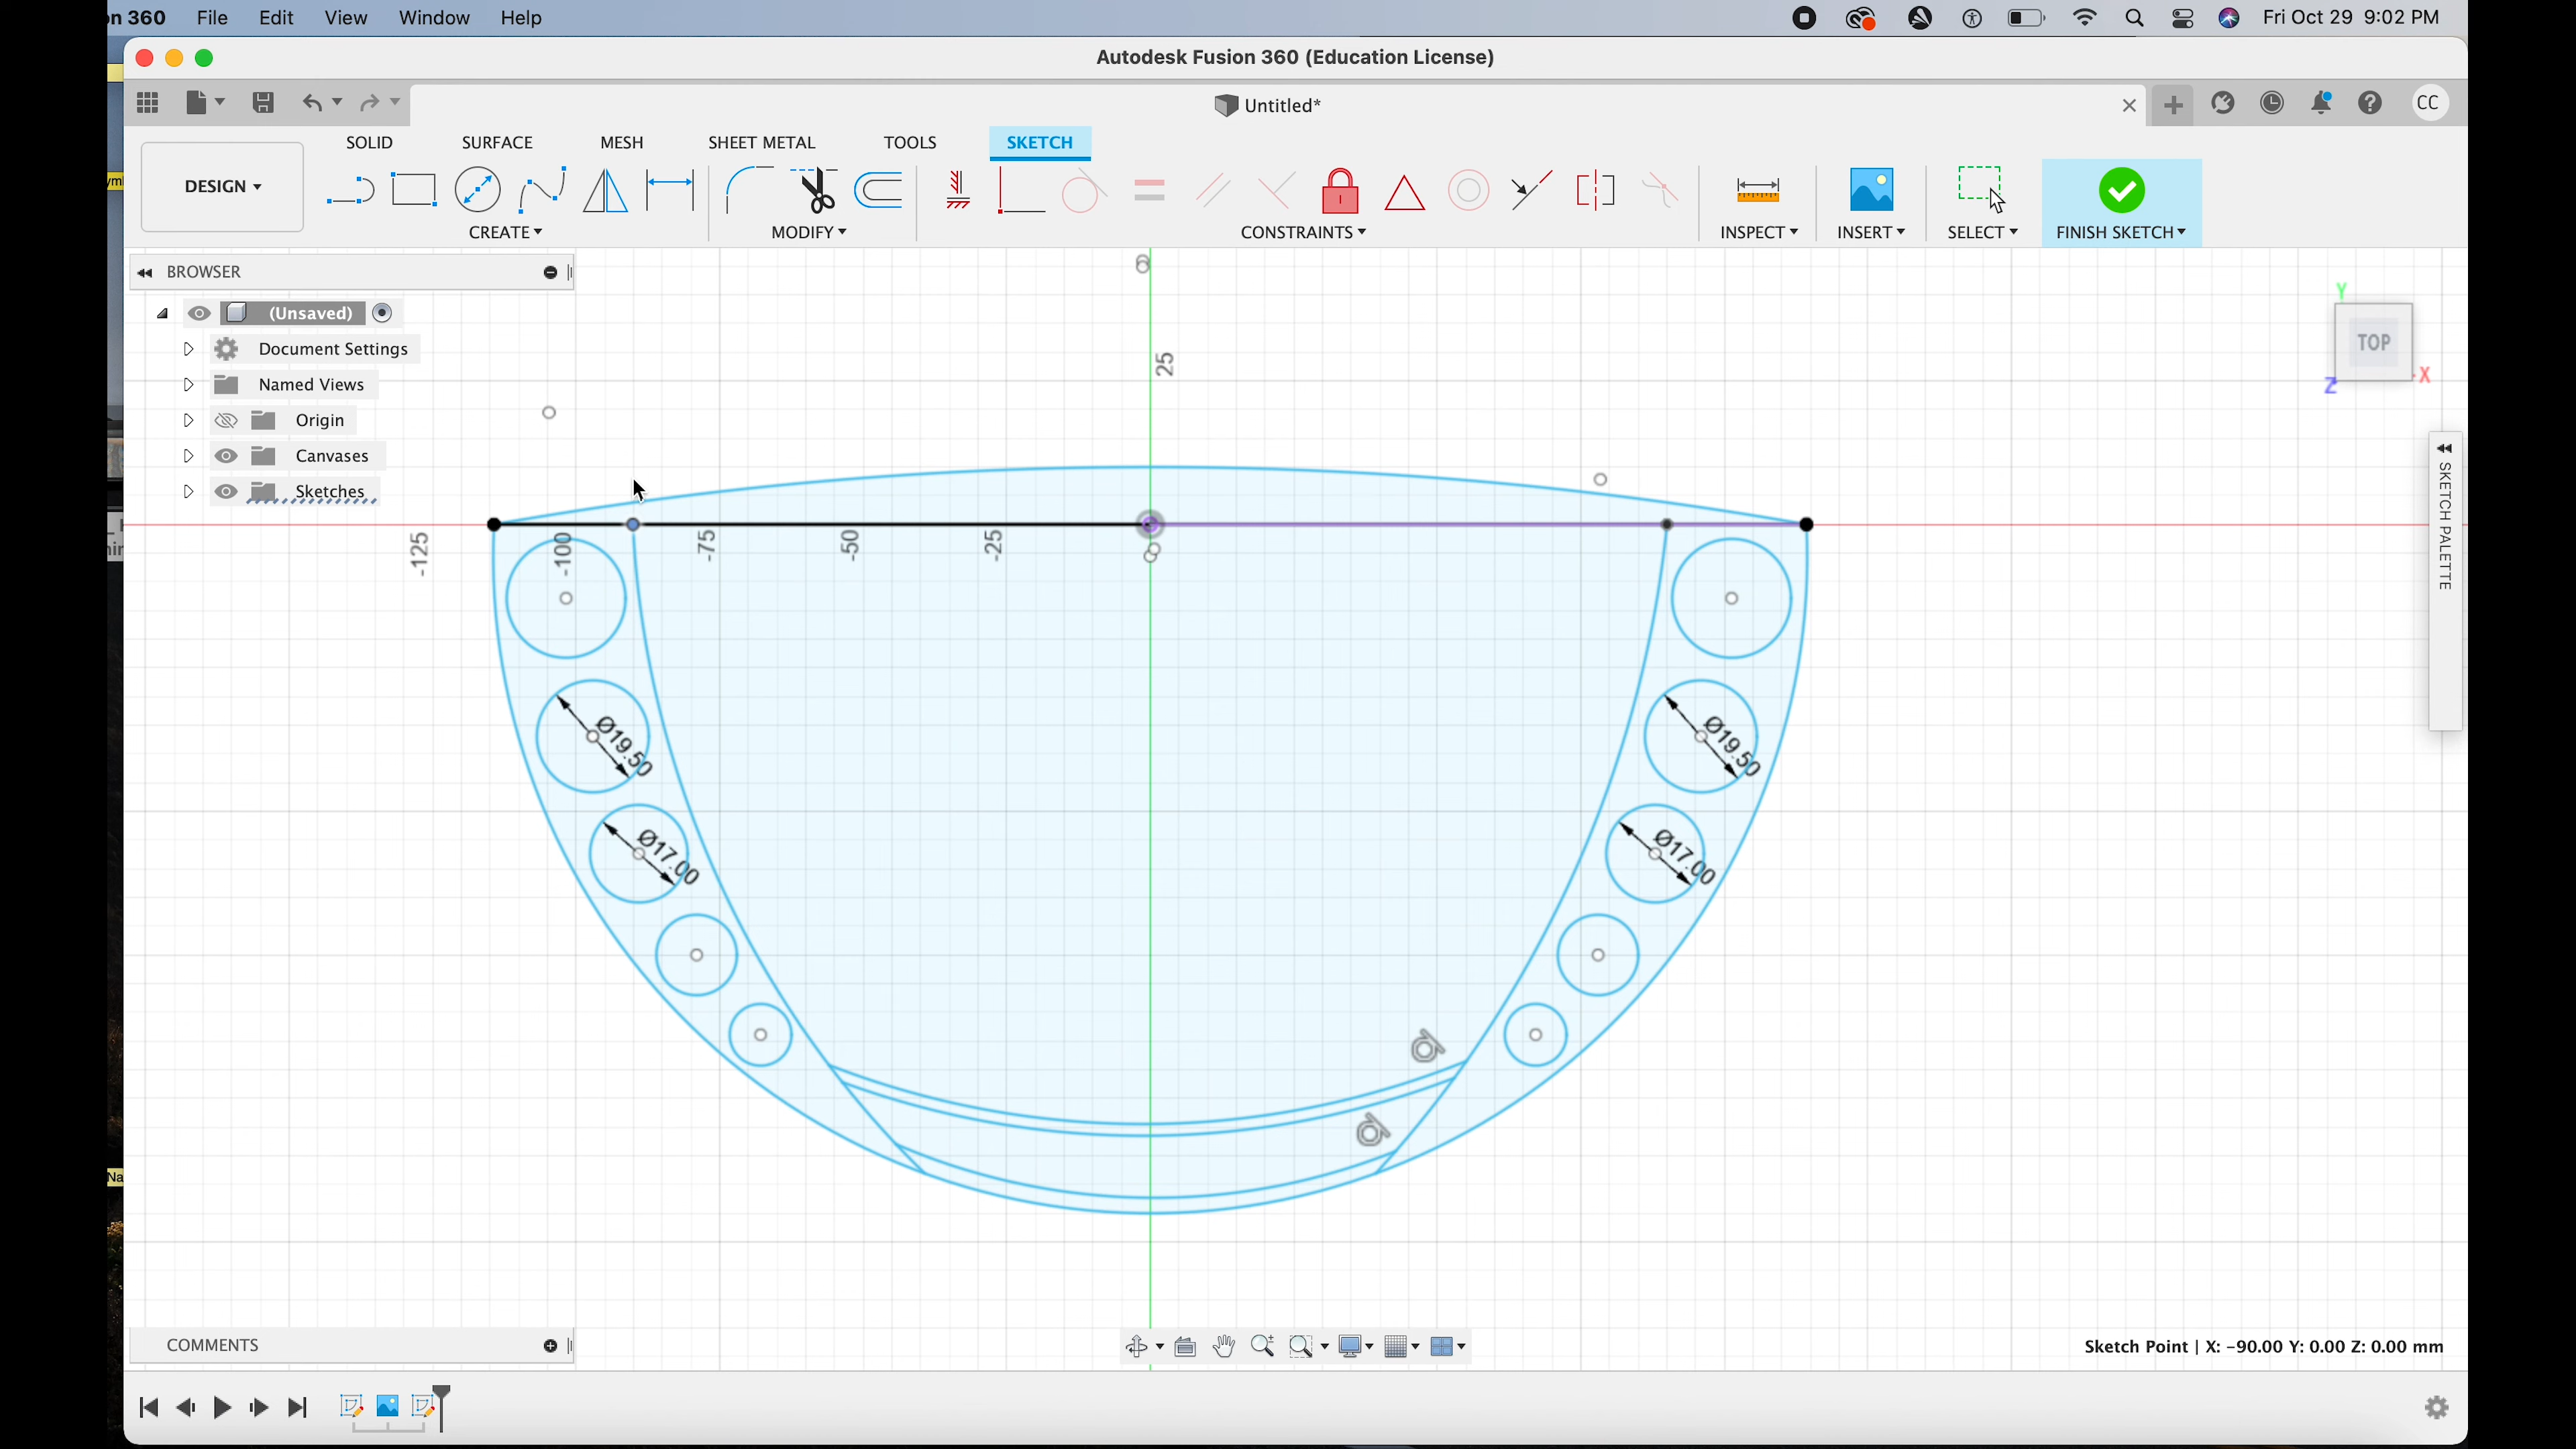 on 360 File Edit View Window Help Fri Oct 29 9:02 PM
Autodesk Fusion 360 (Education License)
Untitled* CC
SOLID SURFACE MESH SHEET METAL TOOLS SKETCH
DESIGN
CREATE MODIFY CONSTRAINTS INSPECT INSERT SELECT FINISH SKETCH
BROWSER
(Unsaved)
Document Settings
Named Views
Origin
Canvases
Sketches
Y
TOP
X
Z
SKETCH PALETTE
25
-125
-100
-75
-50
-25
Ø19.50
Ø19.50
Ø17.00
Ø17.00
Na
COMMENTS
Sketch Point | X: -90.00 Y: 0.00 Z: 0.00 mm